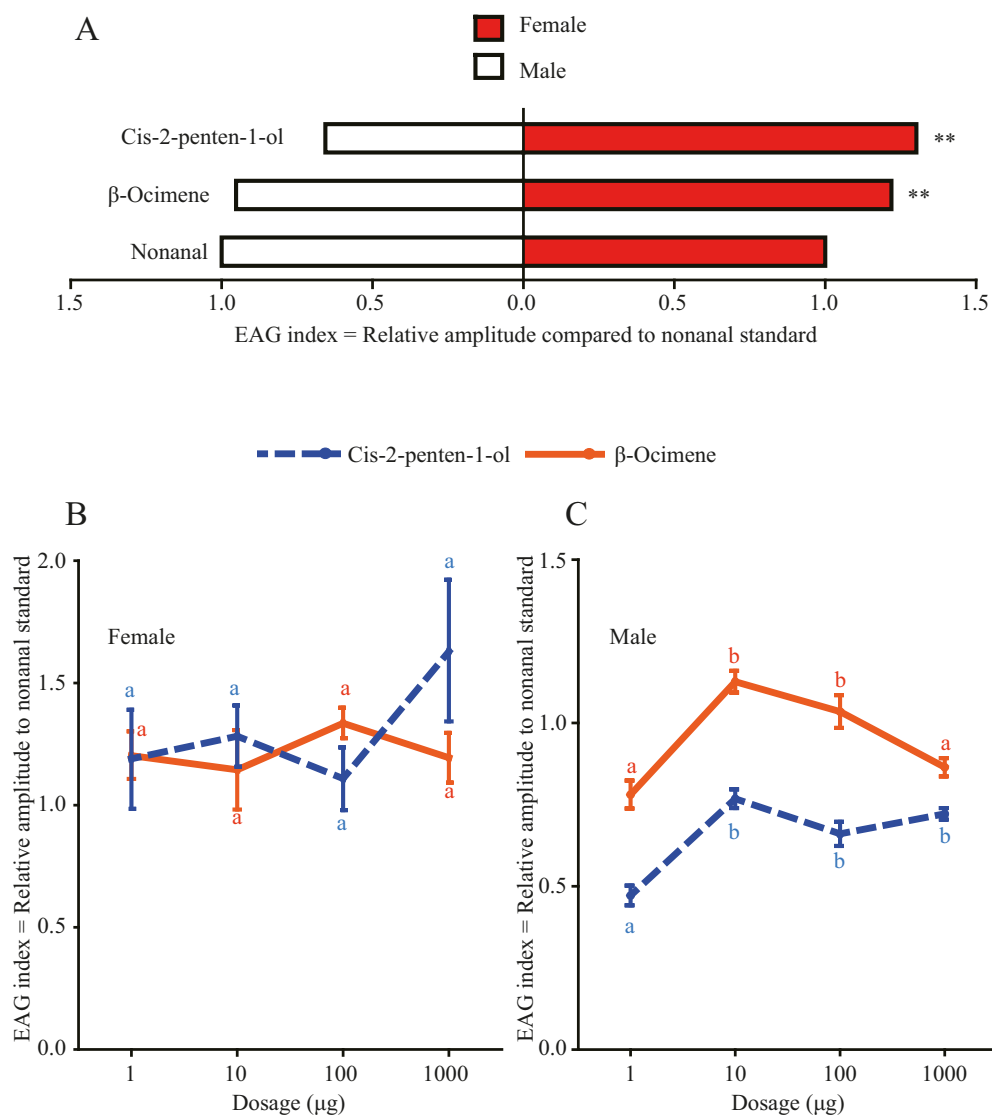 A
Female
Male
Cis-2-penten-1-ol
**
β-Ocimene
**
Nonanal
1.5 1.0 0.5 0.0 0.5 1.0 1.5
EAG index = Relative amplitude compared to nonanal standard
Cis-2-penten-1-ol β-Ocimene
B
EAG index = Relative amplitude to nonanal standard
2.0
1.5
1.0
0.5
0.0
Female
a a a a
a a a a
1 10 100 1000
Dosage (μg)
C
EAG index = Relative amplitude to nonanal standard
1.5
1.0
0.5
0.0
Male
a b b a
a b b b
1 10 100 1000
Dosage (μg)